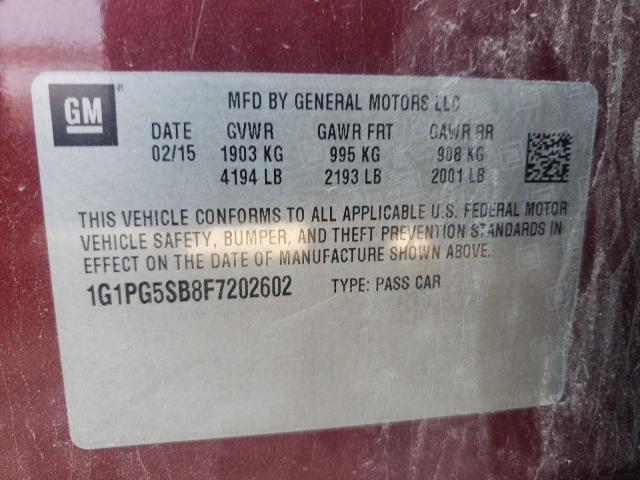 GM
MFD BY GENERAL MOTORS LLC
DATE GVWR GAWR FRT GAWR RR
02/15 1903 KG 995 KG 908 KG
4194 LB 2193 LB 2001 LB
THIS VEHICLE CONFORMS TO ALL APPLICABLE U.S. FEDERAL MOTOR
VEHICLE SAFETY, BUMPER, AND THEFT PREVENTION STANDARDS IN
EFFECT ON THE DATE OF MANUFACTURE SHOWN ABOVE.
1G1PG5SB8F7202602 TYPE: PASS CAR